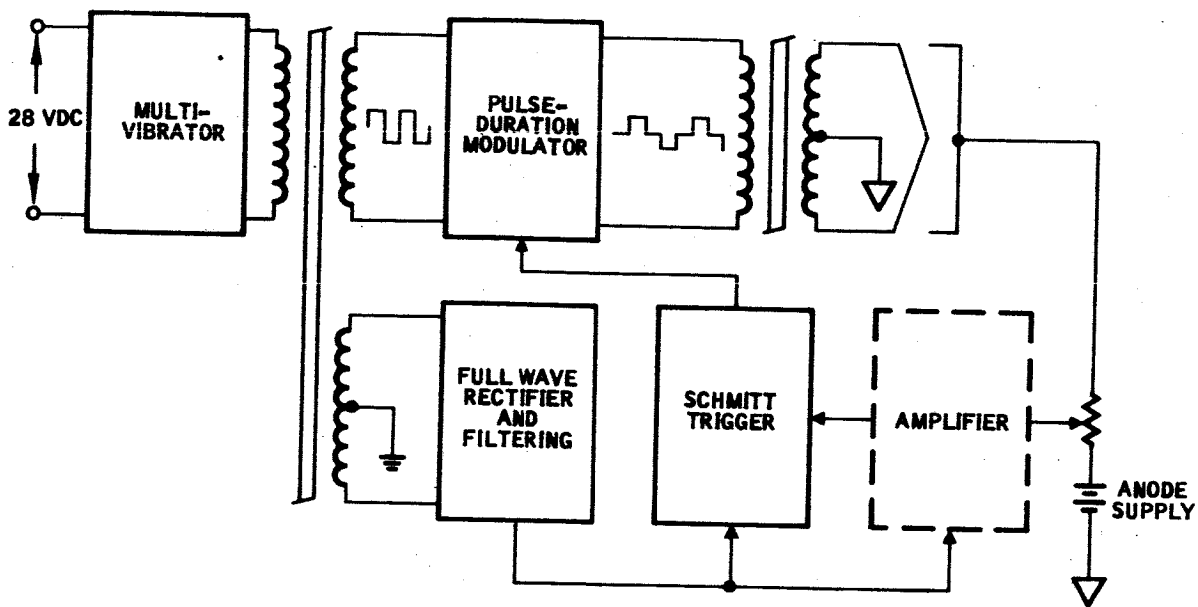 28 VDC
MULTI-
VIBRATOR
PULSE-
DURATION
MODULATOR
FULL WAVE
RECTIFIER
AND
FILTERING
SCHMITT
TRIGGER
AMPLIFIER
ANODE
SUPPLY